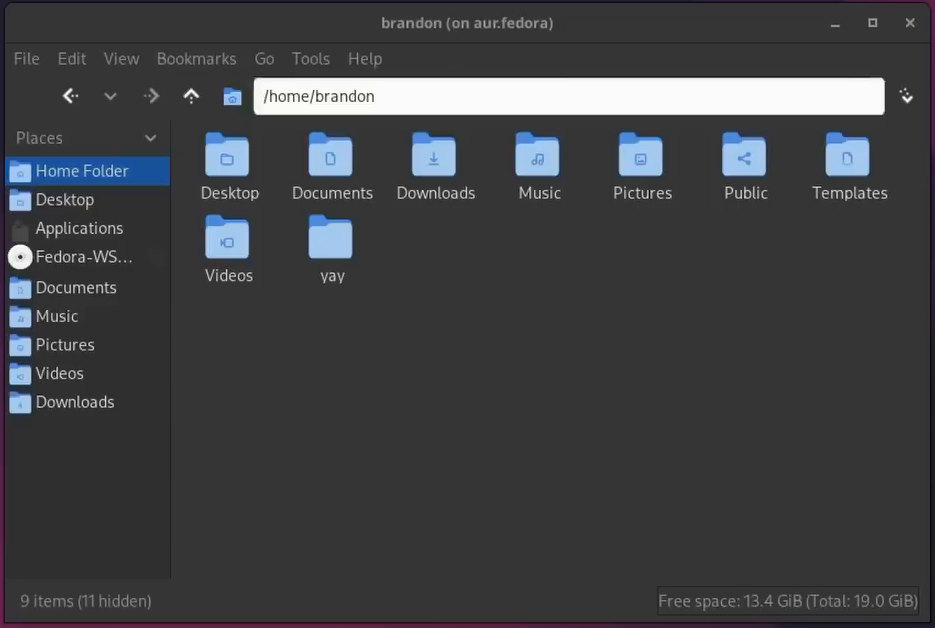 brandon (on aur.fedora)
File Edit View Bookmarks Go Tools Help
/home/brandon
Places
Home Folder
Desktop
Applications
Fedora-WS...
Documents
Music
Pictures
Videos
Downloads
Desktop Documents Downloads Music Pictures Public Templates
Videos yay
9 items (11 hidden)
Free space: 13.4 GiB (Total: 19.0 GiB)